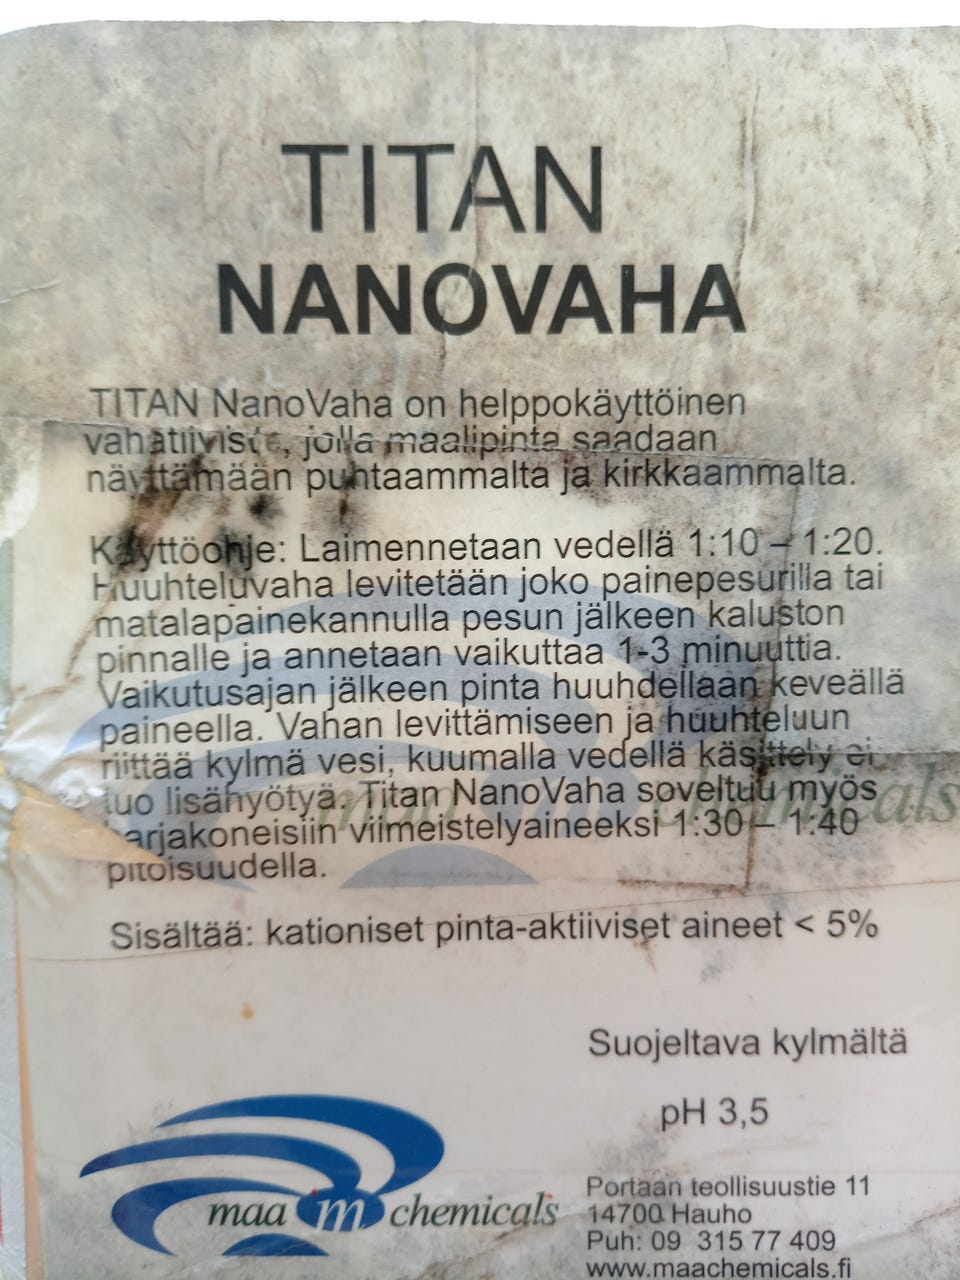 TITAN
NANOVAHA
TITAN NanoVaha on helppokäyttöinen
vahatiiviste, jolla maalipinta saadaan
näyttämään puhtaammalta ja kirkkaammalta.
Käyttöohje: Laimennetaan vedellä 1:10 – 1:20.
Huuhteluvaha levitetään joko painepesurilla tai
matalapainekannulla pesun jälkeen kaluston
pinnalle ja annetaan vaikuttaa 1-3 minuuttia.
Vaikutusajan jälkeen pinta huuhdellaan keveällä
paineella. Vahan levittämiseen ja huuhteluun
riittää kylmä vesi, kuumalla vedellä käsittely ei
tuo lisähyötyä. Titan NanoVaha soveltuu myös
harjakoneisiin viimeistelyaineeksi 1:30 – 1:40
pitoisuudella.
Sisältää: kationiset pinta-aktiiviset aineet < 5%
Suojeltava kylmältä
pH 3,5
maa m chemicals
Portaan teollisuustie 11
14700 Hauho
Puh: 09 315 77 409
www.maachemicals.fi